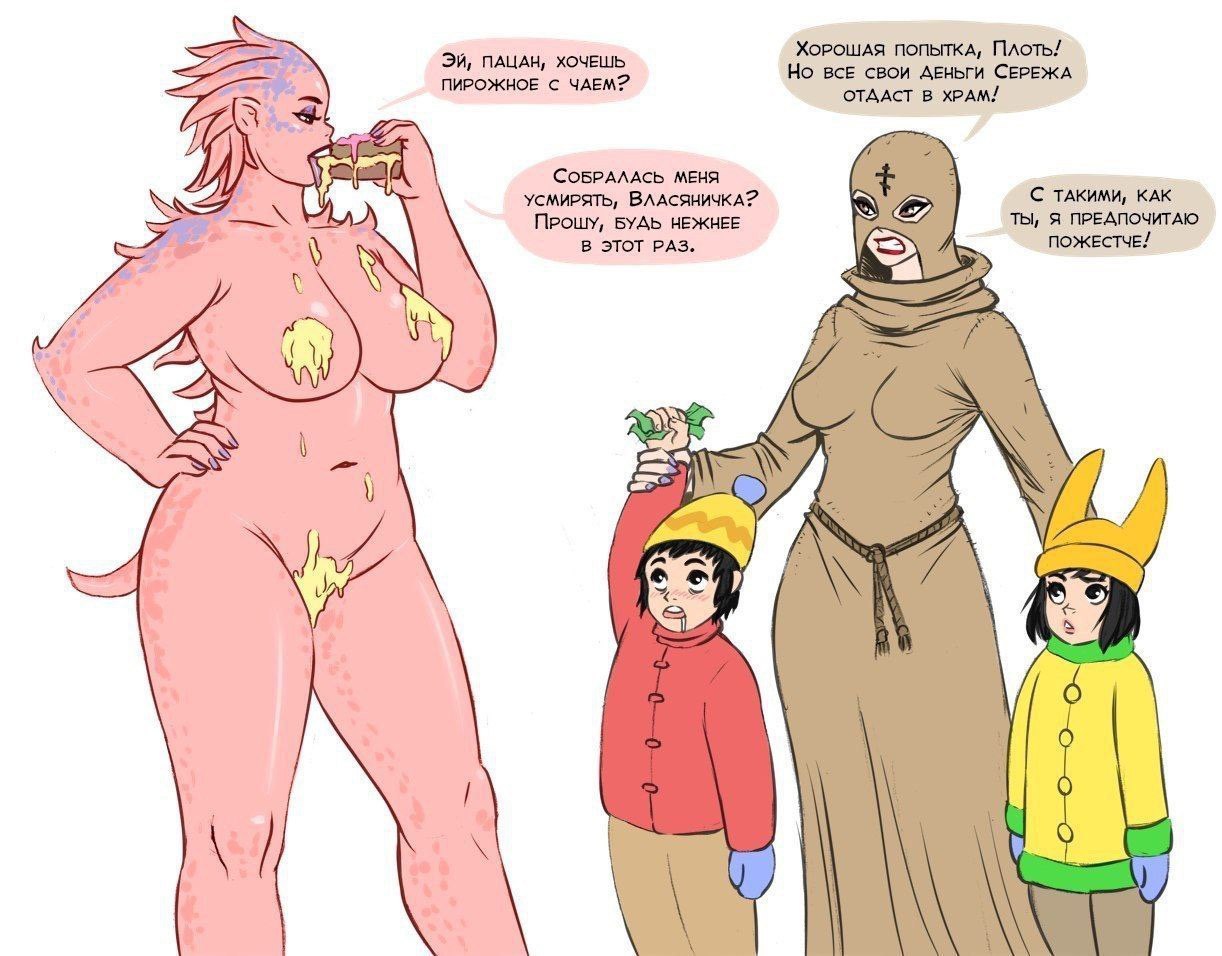 Эй, пацан, хочешь
пирожное с чаем?
Собралась меня
усмирять, Власяничка?
Прошу, будь нежнее
в этот раз.
Хорошая попытка, Плоть!
Но все свои деньги Сережа
отдаст в храм!
С такими, как
ты, я предпочитаю
пожестче!